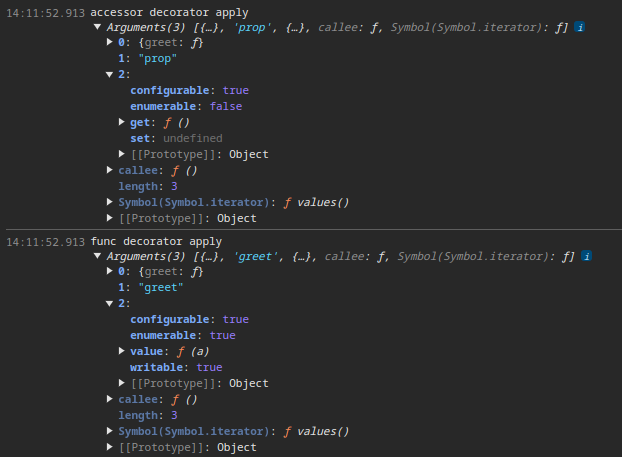 14:11:52.913 accessor decorator apply
▼ Arguments(3) [{…}, 'prop', {…}, callee: ƒ, Symbol(Symbol.iterator): ƒ] i
▶ 0: {greet: ƒ}
1: "prop"
▼ 2:
configurable: true
enumerable: false
▶ get: ƒ ()
set: undefined
▶ [[Prototype]]: Object
▶ callee: ƒ ()
length: 3
▶ Symbol(Symbol.iterator): ƒ values()
▶ [[Prototype]]: Object
14:11:52.913 func decorator apply
▼ Arguments(3) [{…}, 'greet', {…}, callee: ƒ, Symbol(Symbol.iterator): ƒ] i
▶ 0: {greet: ƒ}
1: "greet"
▼ 2:
configurable: true
enumerable: true
▶ value: ƒ (a)
writable: true
▶ [[Prototype]]: Object
▶ callee: ƒ ()
length: 3
▶ Symbol(Symbol.iterator): ƒ values()
▶ [[Prototype]]: Object